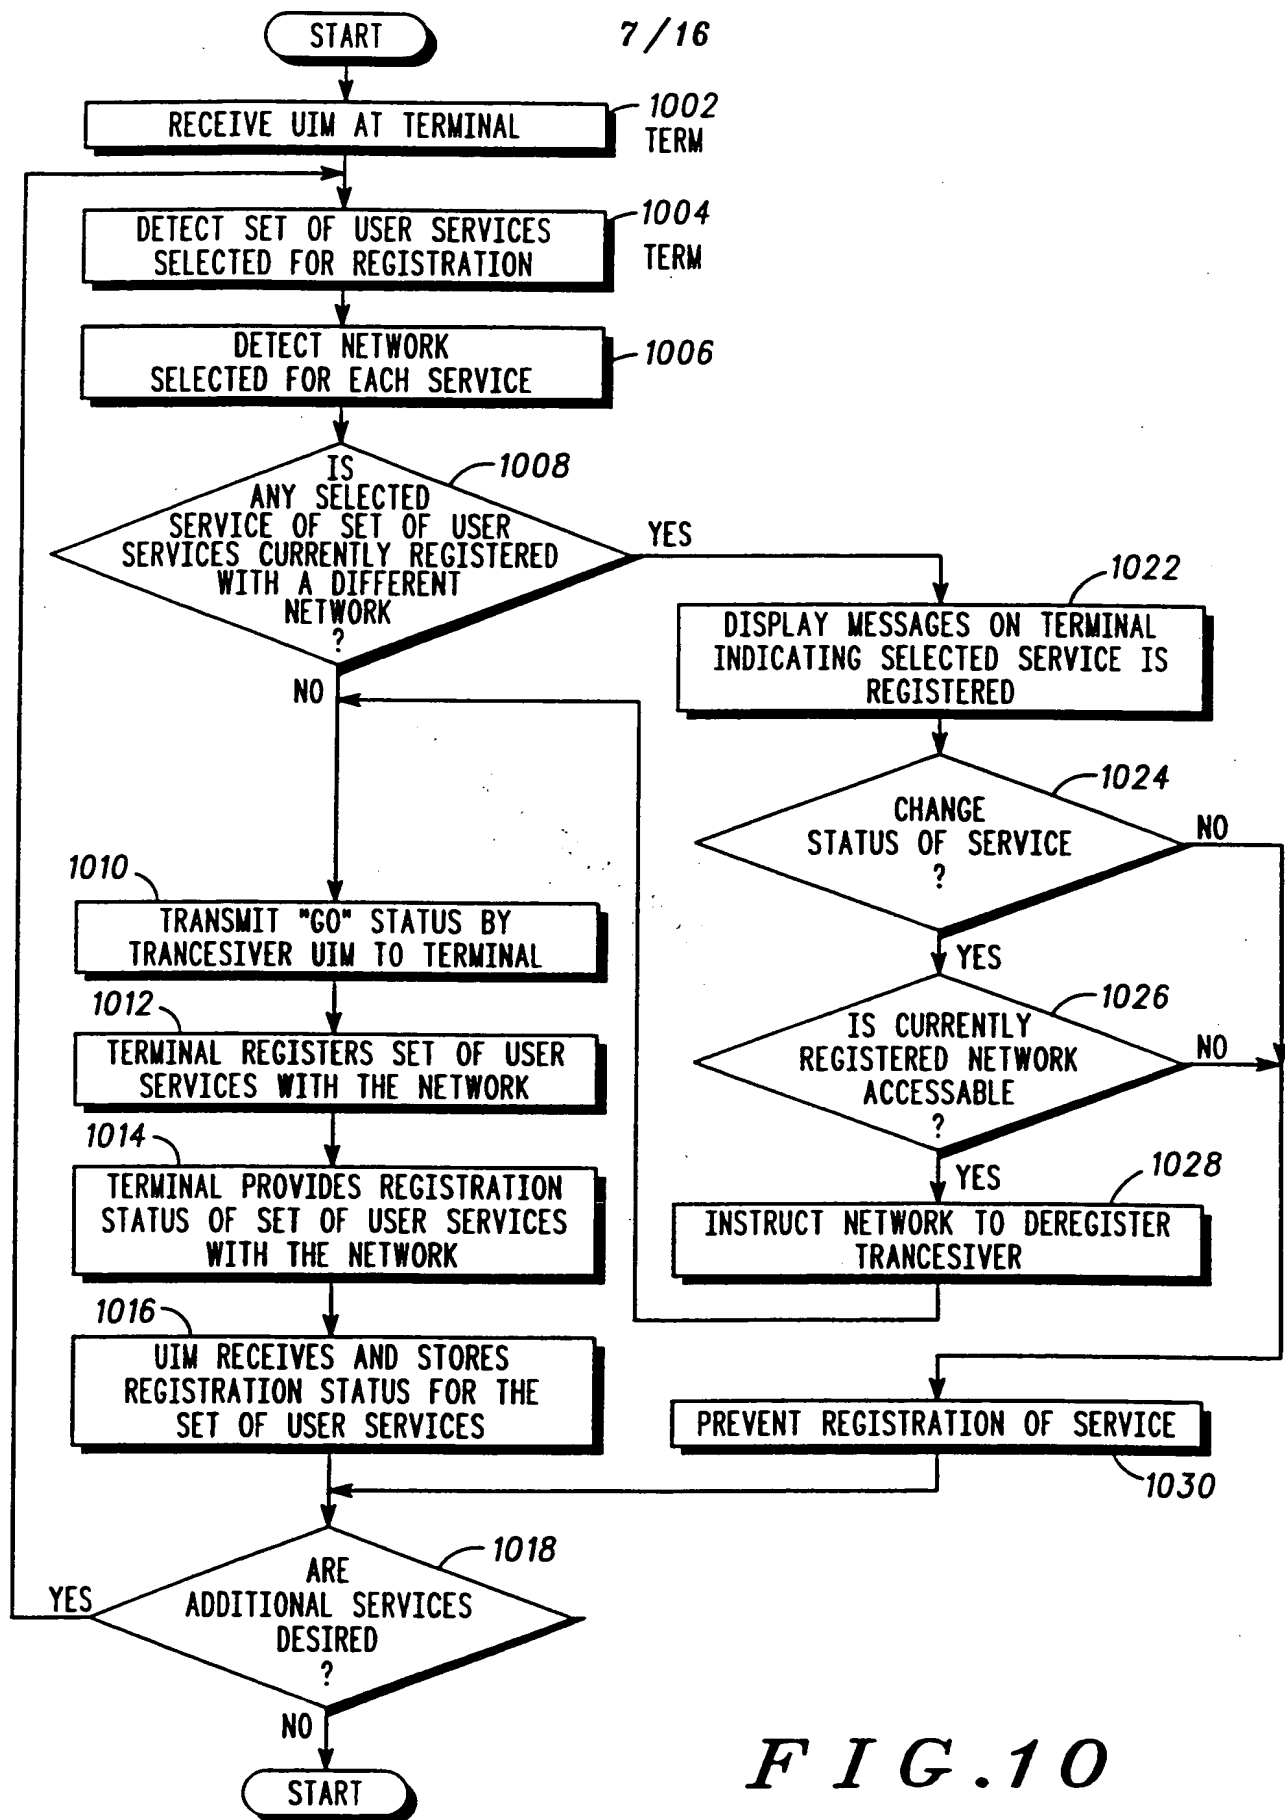 START
7/16
RECEIVE UIM AT TERMINAL
1002
TERM
DETECT SET OF USER SERVICES
SELECTED FOR REGISTRATION
1004
TERM
DETECT NETWORK
SELECTED FOR EACH SERVICE
1006
IS
ANY SELECTED
SERVICE OF SET OF USER
SERVICES CURRENTLY REGISTERED
WITH A DIFFERENT
NETWORK
?
1008
YES
NO
1022
DISPLAY MESSAGES ON TERMINAL
INDICATING SELECTED SERVICE IS
REGISTERED
1024
CHANGE
STATUS OF SERVICE
?
NO
YES
1026
IS CURRENTLY
REGISTERED NETWORK
ACCESSABLE
?
NO
YES
1028
INSTRUCT NETWORK TO DEREGISTER
TRANCESIVER
1010
TRANSMIT "GO" STATUS BY
TRANCESIVER UIM TO TERMINAL
1012
TERMINAL REGISTERS SET OF USER
SERVICES WITH THE NETWORK
1014
TERMINAL PROVIDES REGISTRATION
STATUS OF SET OF USER SERVICES
WITH THE NETWORK
1016
UIM RECEIVES AND STORES
REGISTRATION STATUS FOR THE
SET OF USER SERVICES
PREVENT REGISTRATION OF SERVICE
1030
1018
ARE
ADDITIONAL SERVICES
DESIRED
?
YES
NO
START
FIG.10